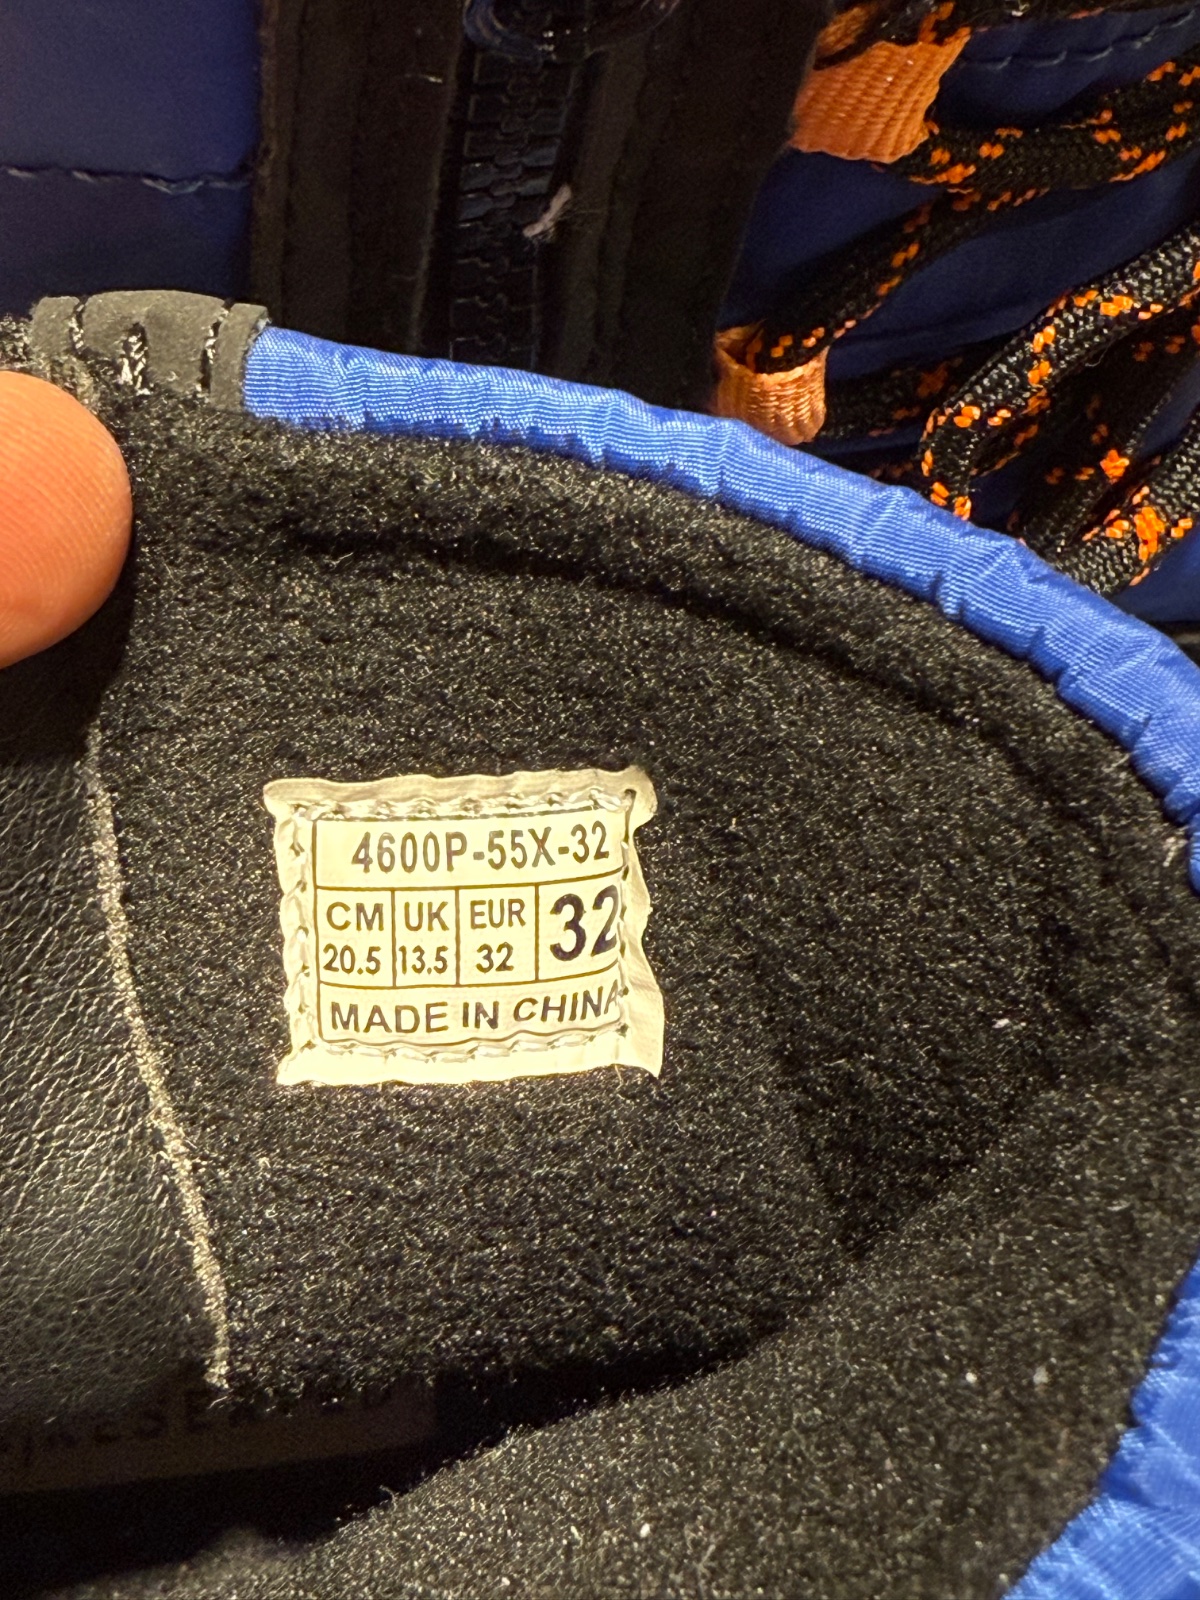 4600P-55X-32
CM UK EUR 32
20.5 13.5 32
MADE IN CHINA